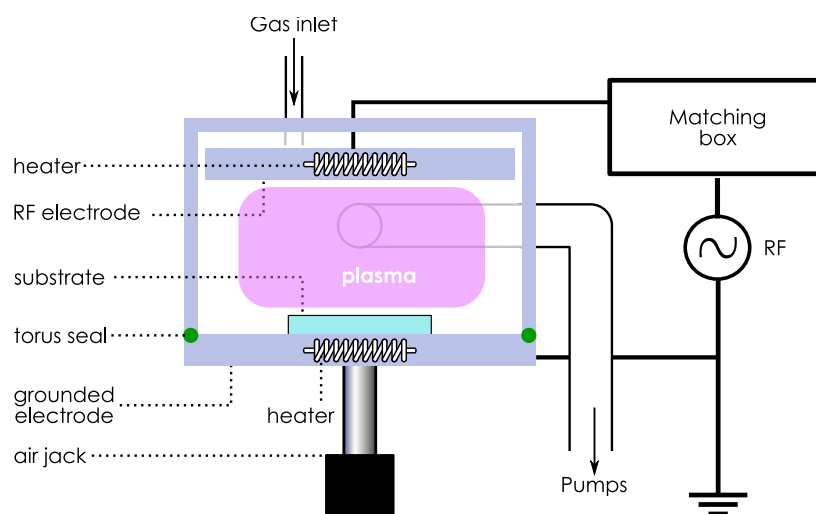 Gas inlet
Matching
box
heater
RF electrode
RF
substrate
plasma
torus seal
grounded
electrode
heater
air jack
Pumps